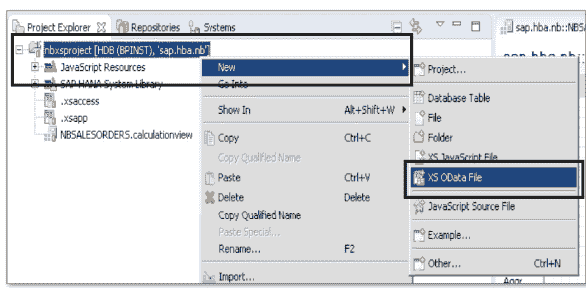 Project Explorer Repositories Systems
sap.hba.nb::NBS
nbxsproject [HDB (BPINST), 'sap.hba.nb']
JavaScript Resources
SAP HANA System Library
.xsaccess
.xsapp
NBSALESORDERS.calculationview
New
Go Into
Show In Alt+Shift+W
Copy Ctrl+C
Copy Qualified Name
Paste Ctrl+V
Delete Delete
Copy Qualified Name
Paste Special...
Rename... F2
Import...
Project...
Database Table
File
Folder
XS JavaScript File
XS OData File
JavaScript Source File
Example...
Other... Ctrl+N